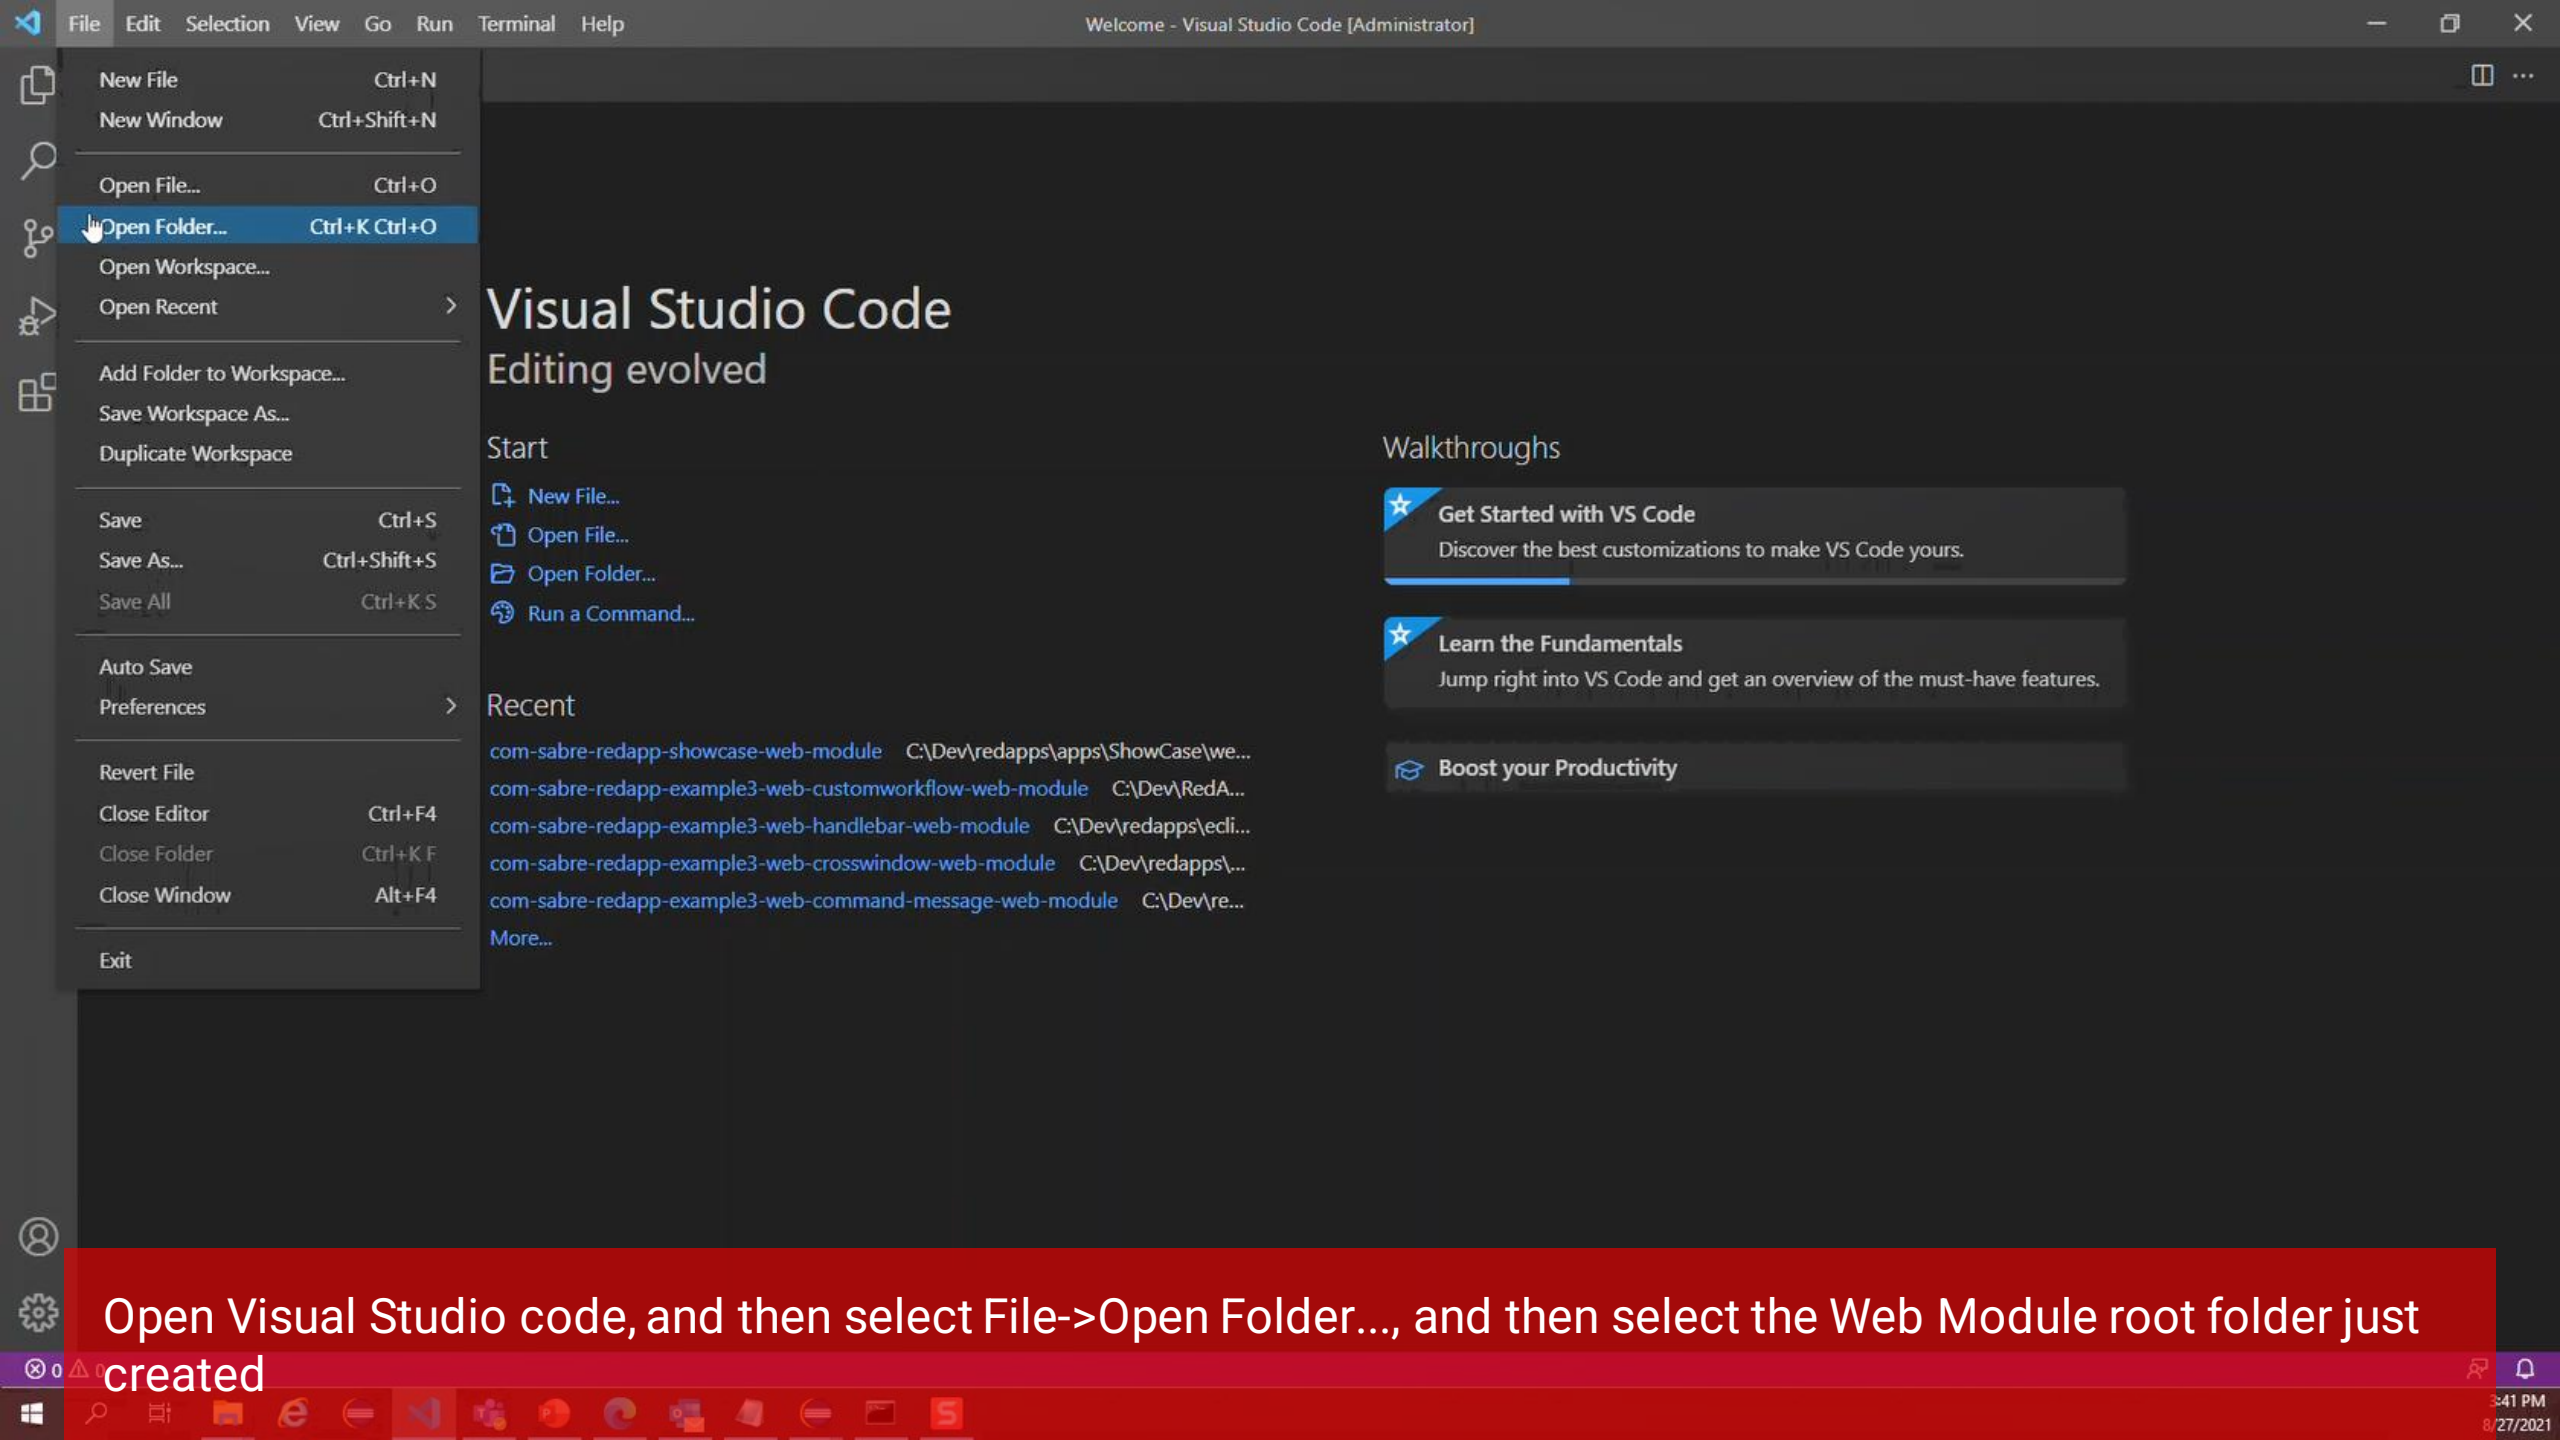 File Edit Selection View Go Run Terminal Help
Welcome - Visual Studio Code [Administrator]
New File Ctrl+N
New Window Ctrl+Shift+N
Open File... Ctrl+O
Open Folder... Ctrl+K Ctrl+O
Open Workspace...
Open Recent
Add Folder to Workspace...
Save Workspace As...
Duplicate Workspace
Save Ctrl+S
Save As... Ctrl+Shift+S
Save All Ctrl+K S
Auto Save
Preferences
Revert File
Close Editor Ctrl+F4
Close Folder Ctrl+K F
Close Window Alt+F4
Exit
Visual Studio Code
Editing evolved
Start
New File...
Open File...
Open Folder...
Run a Command...
Recent
com-sabre-redapp-showcase-web-module C:\Dev\redapps\apps\ShowCase\we...
com-sabre-redapp-example3-web-customworkflow-web-module C:\Dev\RedA...
com-sabre-redapp-example3-web-handlebar-web-module C:\Dev\redapps\ecli...
com-sabre-redapp-example3-web-crosswindow-web-module C:\Dev\redapps\...
com-sabre-redapp-example3-web-command-message-web-module C:\Dev\re...
More...
Walkthroughs
Get Started with VS Code
Discover the best customizations to make VS Code yours.
Learn the Fundamentals
Jump right into VS Code and get an overview of the must-have features.
Boost your Productivity
Open Visual Studio code, and then select File->Open Folder..., and then select the Web Module root folder just
created
0 0
3:41 PM
8/27/2021